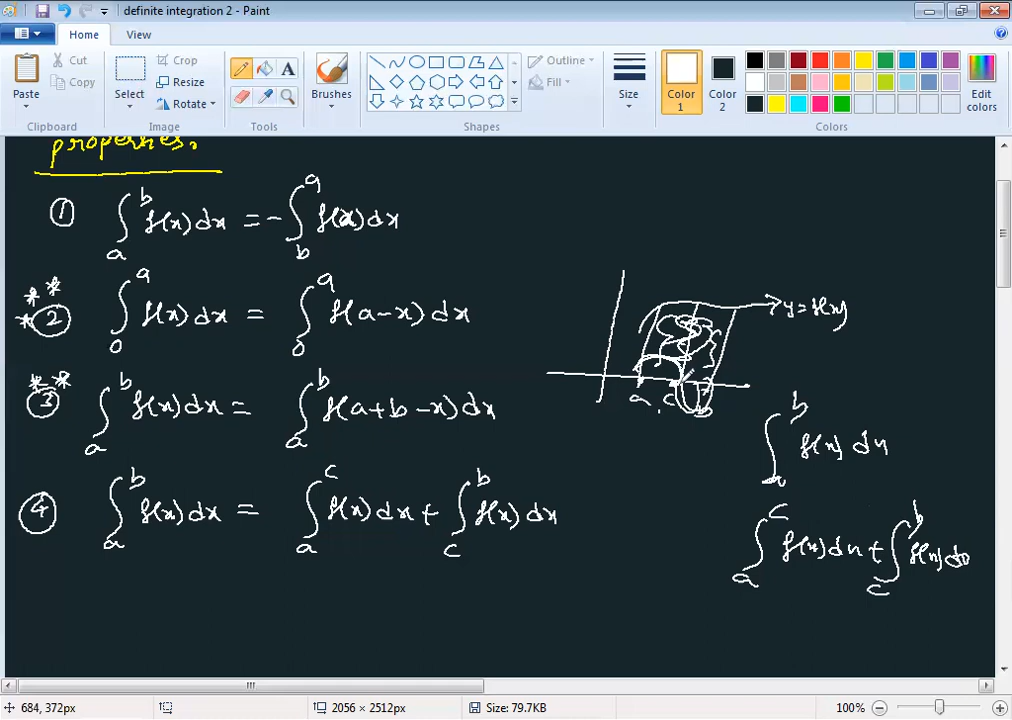 definite integration 2 - Paint
Home View
Paste
Cut
Copy
Clipboard
Select
Crop
Resize
Rotate
Image
A
Tools
Brushes
Shapes
Outline
Fill
Size
Color 1
Color 2
Edit colors
Colors
properties.
① ∫_a^b f(x)dx = -∫_b^a f(x)dx
** *② ∫_0^a f(x)dx = ∫_0^a f(a-x)dx
y=f(x)
a c b
** ③ ∫_a^b f(x)dx = ∫_a^b f(a+b-x)dx
∫_a^b f(x) dx
④ ∫_a^b f(x)dx = ∫_a^c f(x)dx + ∫_c^b f(x)dx
∫_a^c f(x)dx + ∫_c^b f(x)dx
684, 372px 2056 × 2512px Size: 79.7KB 100%